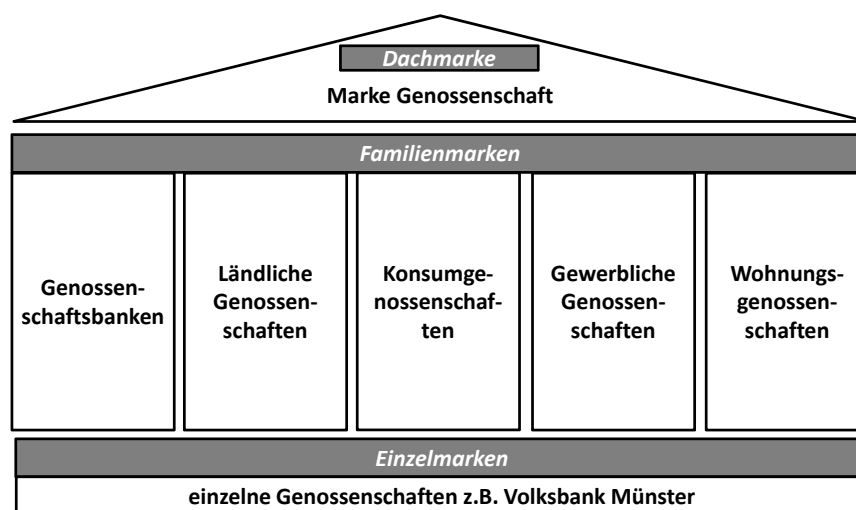 Dachmarke
Marke Genossenschaft
Familienmarken
Genossen-
schaftsbanken
Ländliche
Genossen-
schaften
Konsumge-
nossenschaf-
ten
Gewerbliche
Genossen-
schaften
Wohnungs-
genossen-
schaften
Einzelmarken
einzelne Genossenschaften z.B. Volksbank Münster